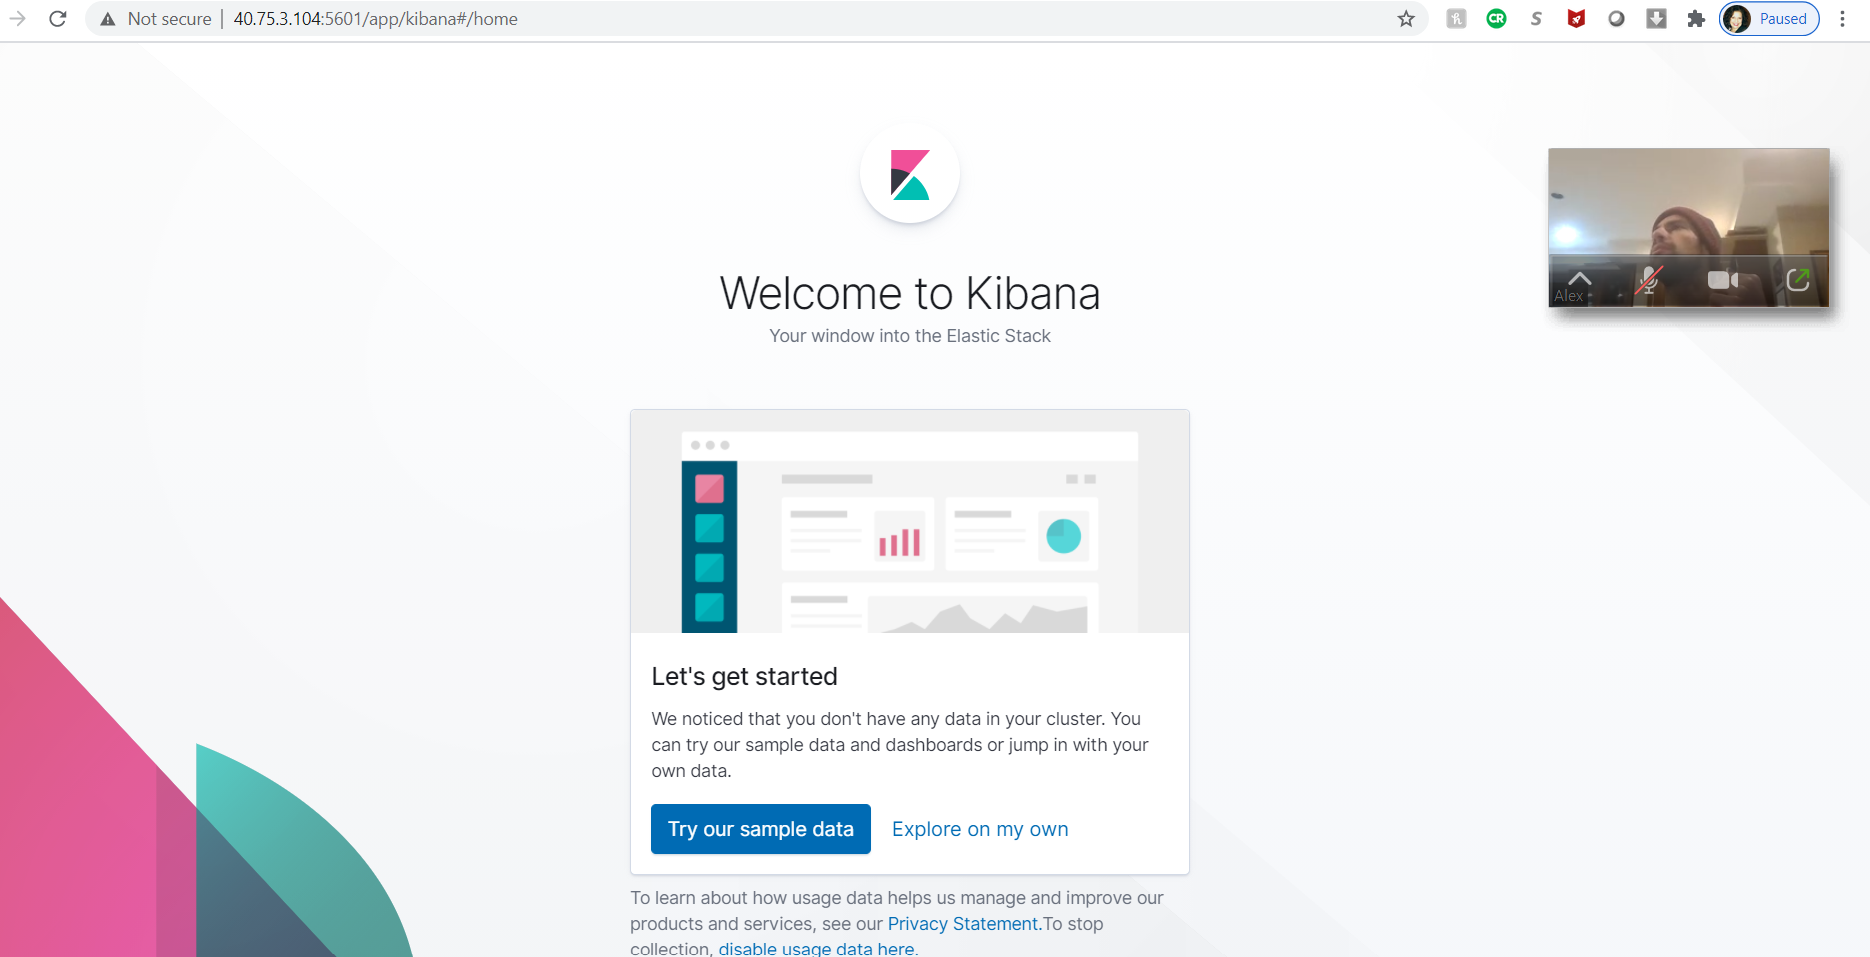 Not secure | 40.75.3.104:5601/app/kibana#/home
CR
S
Paused
Welcome to Kibana
Your window into the Elastic Stack
Alex
Let's get started
We noticed that you don't have any data in your cluster. You
can try our sample data and dashboards or jump in with your
own data.
Try our sample data
Explore on my own
To learn about how usage data helps us manage and improve our
products and services, see our Privacy Statement.To stop
collection, disable usage data here.